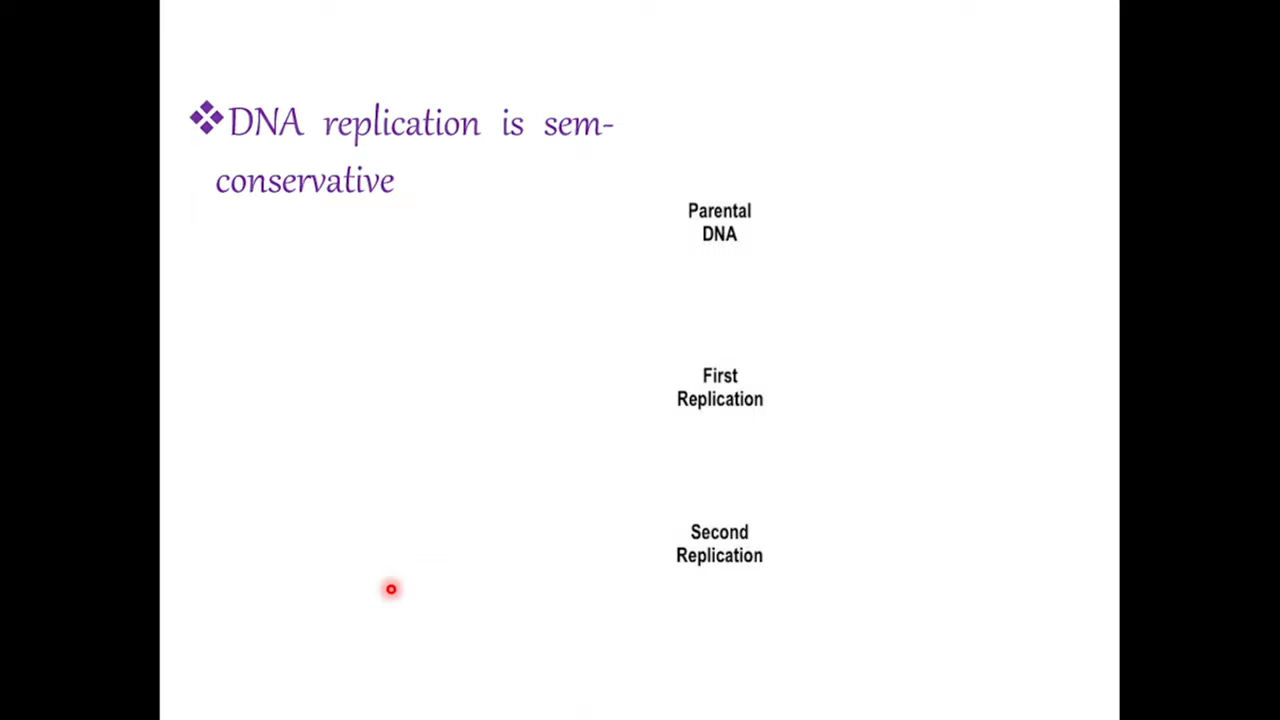 DNA replication is sem-
conservative
Parental
DNA
First
Replication
Second
Replication